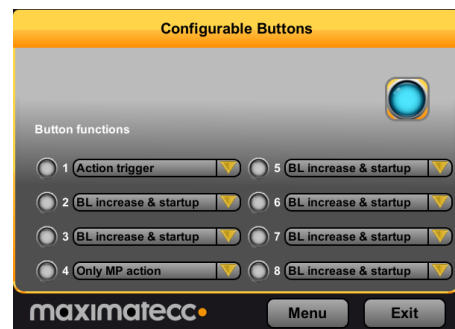 Configurable Buttons
Button functions
1 Action trigger
2 BL increase & startup
3 BL increase & startup
4 Only MP action
5 BL increase & startup
6 BL increase & startup
7 BL increase & startup
8 BL increase & startup
maximatecc
Menu
Exit